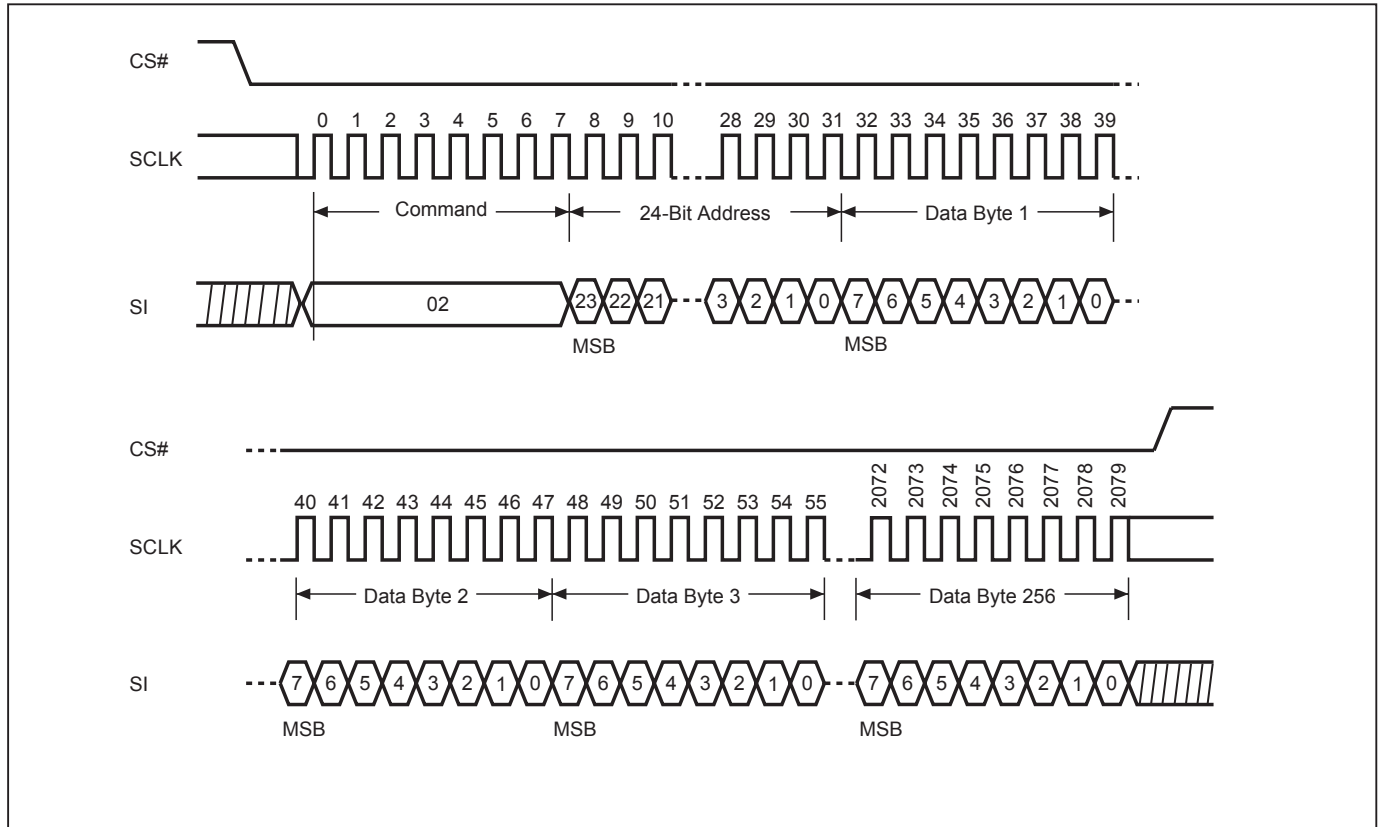 CS#
0 1 2 3 4 5 6 7 8 9 10 28 29 30 31 32 33 34 35 36 37 38 39
SCLK
Command 24-Bit Address Data Byte 1
SI 02 23 22 21 3 2 1 0 7 6 5 4 3 2 1 0
MSB MSB
CS#
40 41 42 43 44 45 46 47 48 49 50 51 52 53 54 55 2072 2073 2074 2075 2076 2077 2078 2079
SCLK
Data Byte 2 Data Byte 3 Data Byte 256
SI 7 6 5 4 3 2 1 0 7 6 5 4 3 2 1 0 7 6 5 4 3 2 1 0
MSB MSB MSB